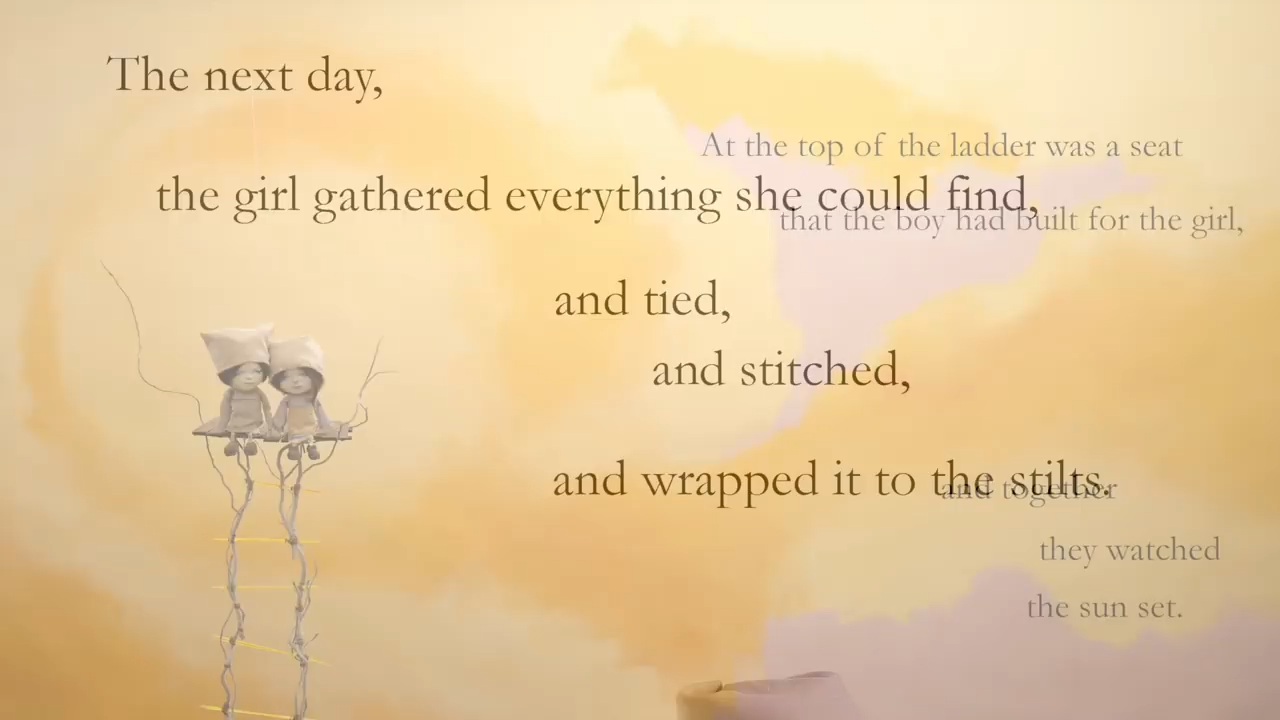 The next day,
the girl gathered everything she could find,
and tied,
and stitched,
and wrapped it to the stilts.
At the top of the ladder was a seat
that the boy had built for the girl,
and together
they watched
the sun set.